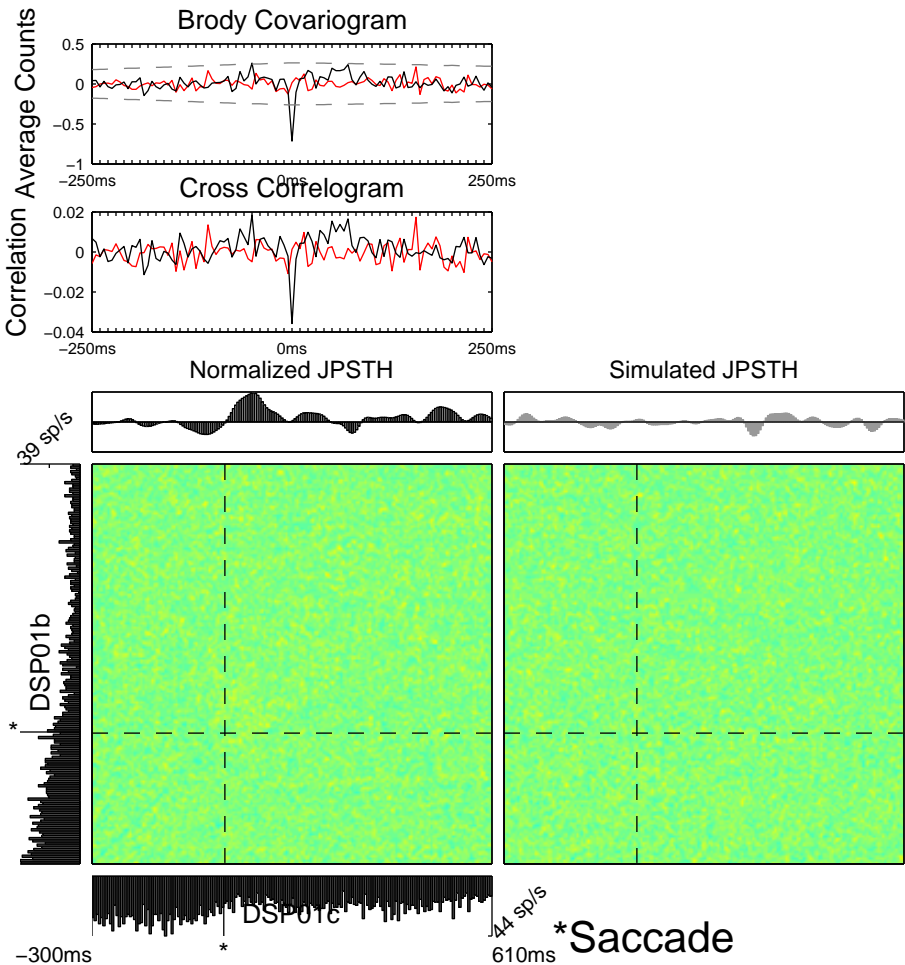 Brody Covariogram
Average Counts
0.5
0
−0.5
−1
−250ms
0ms
250ms
Cross Correlogram
Correlation
0.02
0
−0.02
−0.04
−250ms
0ms
250ms
Normalized JPSTH
Simulated JPSTH
39 sp/s
DSP01b
*
DSP01c
44 sp/s
*
−300ms
610ms
*Saccade